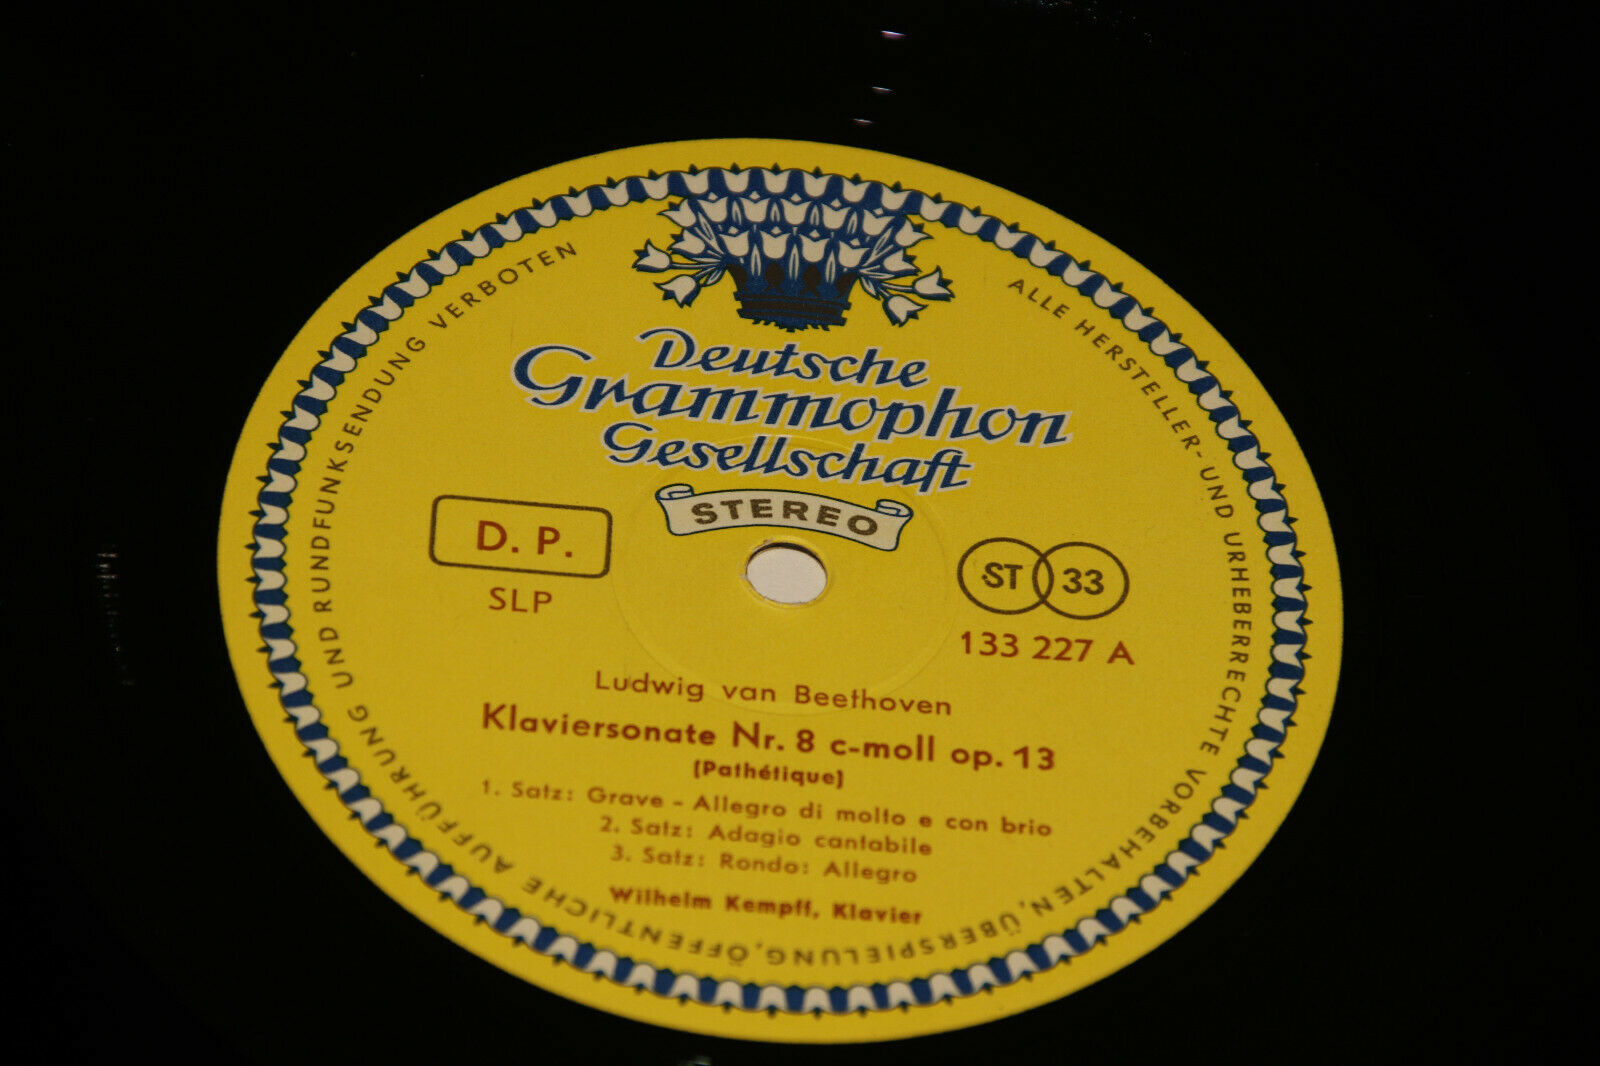 ALLE HERSTELLER- UND URHEBERRECHTE VORBEHALTEN, ÜBERSPIELUNG, ÖFFENTLICHE AUFFÜHRUNG UND RUNDFUNKSENDUNG VERBOTEN
Deutsche
Grammophon
Gesellschaft
STEREO
D. P.
SLP
ST 33
133 227 A
Ludwig van Beethoven
Klaviersonate Nr. 8 c-moll op. 13
(Pathétique)
1. Satz: Grave - Allegro di molto e con brio
2. Satz: Adagio cantabile
3. Satz: Rondo: Allegro
Wilhelm Kempff, Klavier